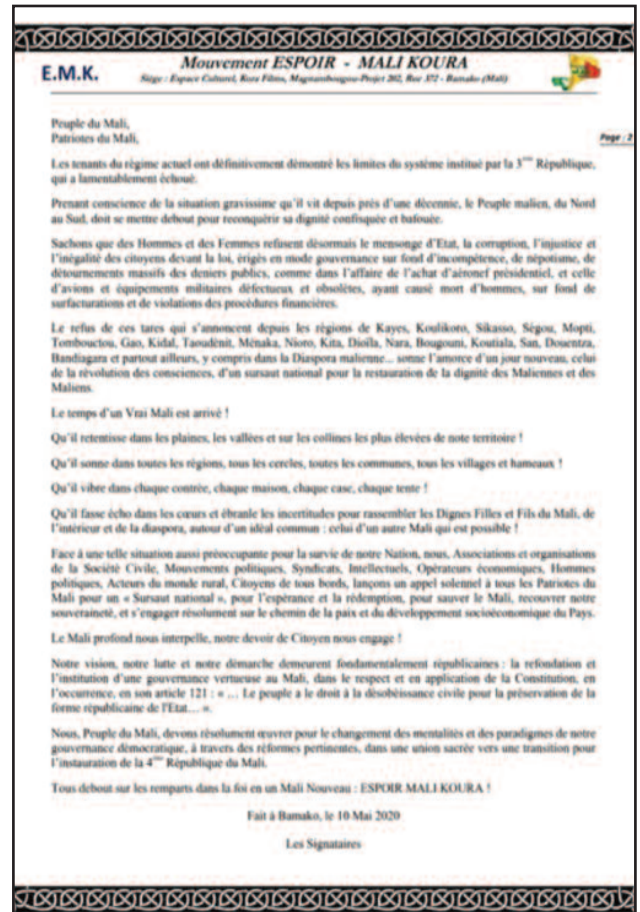 E.M.K.
Mouvement ESPOIR - MALI KOURA
Siège : Espace Culturel, Kora Films, Magnambougou-Projet 202, Rue 372 - Bamako (Mali)
Page : 2
Peuple du Mali,
Patriotes du Mali,
Les tenants du régime actuel ont définitivement démontré les limites du système institué par la 3ème République,
qui a lamentablement échoué.
Prenant conscience de la situation gravissime qu'il vit depuis près d'une décennie, le Peuple malien, du Nord
au Sud, doit se mettre debout pour reconquérir sa dignité confisquée et bafouée.
Sachons que des Hommes et des Femmes refusent désormais le mensonge d'Etat, la corruption, l'injustice et
l'inégalité des citoyens devant la loi, érigés en mode gouvernance sur fond d'incompétence, de népotisme, de
détournements massifs des deniers publics, comme dans l'affaire de l'achat d'aéronef présidentiel, et celle
d'avions et équipements militaires défectueux et obsolètes, ayant causé mort d'hommes, sur fond de
surfacturations et de violations des procédures financières.
Le refus de ces tares qui s'annoncent depuis les régions de Kayes, Koulikoro, Sikasso, Ségou, Mopti,
Tombouctou, Gao, Kidal, Taoudénit, Ménaka, Nioro, Kita, Dioïla, Nara, Bougouni, Koutiala, San, Douentza,
Bandiagara et partout ailleurs, y compris dans la Diaspora malienne... sonne l'amorce d'un jour nouveau, celui
de la révolution des consciences, d'un sursaut national pour la restauration de la dignité des Maliennes et des
Maliens.
Le temps d'un Vrai Mali est arrivé !
Qu'il retentisse dans les plaines, les vallées et sur les collines les plus élevées de note territoire !
Qu'il sonne dans toutes les régions, tous les cercles, toutes les communes, tous les villages et hameaux !
Qu'il vibre dans chaque contrée, chaque maison, chaque case, chaque tente !
Qu'il fasse écho dans les cœurs et ébranle les incertitudes pour rassembler les Dignes Filles et Fils du Mali, de
l'intérieur et de la diaspora, autour d'un idéal commun : celui d'un autre Mali qui est possible !
Face à une telle situation aussi préoccupante pour la survie de notre Nation, nous, Associations et organisations
de la Société Civile, Mouvements politiques, Syndicats, Intellectuels, Opérateurs économiques, Hommes
politiques, Acteurs du monde rural, Citoyens de tous bords, lançons un appel solennel à tous les Patriotes du
Mali pour un « Sursaut national », pour l'espérance et la rédemption, pour sauver le Mali, recouvrer notre
souveraineté, et s'engager résolument sur le chemin de la paix et du développement socioéconomique du Pays.
Le Mali profond nous interpelle, notre devoir de Citoyen nous engage !
Notre vision, notre lutte et notre démarche demeurent fondamentalement républicaines : la refondation et
l'institution d'une gouvernance vertueuse au Mali, dans le respect et en application de la Constitution, en
l'occurrence, en son article 121 : « ... Le peuple a le droit à la désobéissance civile pour la préservation de la
forme républicaine de l'Etat... ».
Nous, Peuple du Mali, devons résolument œuvrer pour le changement des mentalités et des paradigmes de notre
gouvernance démocratique, à travers des réformes pertinentes, dans une union sacrée vers une transition pour
l'instauration de la 4ème République du Mali.
Tous debout sur les remparts dans la foi en un Mali Nouveau : ESPOIR MALI KOURA !
Fait à Bamako, le 10 Mai 2020
Les Signataires